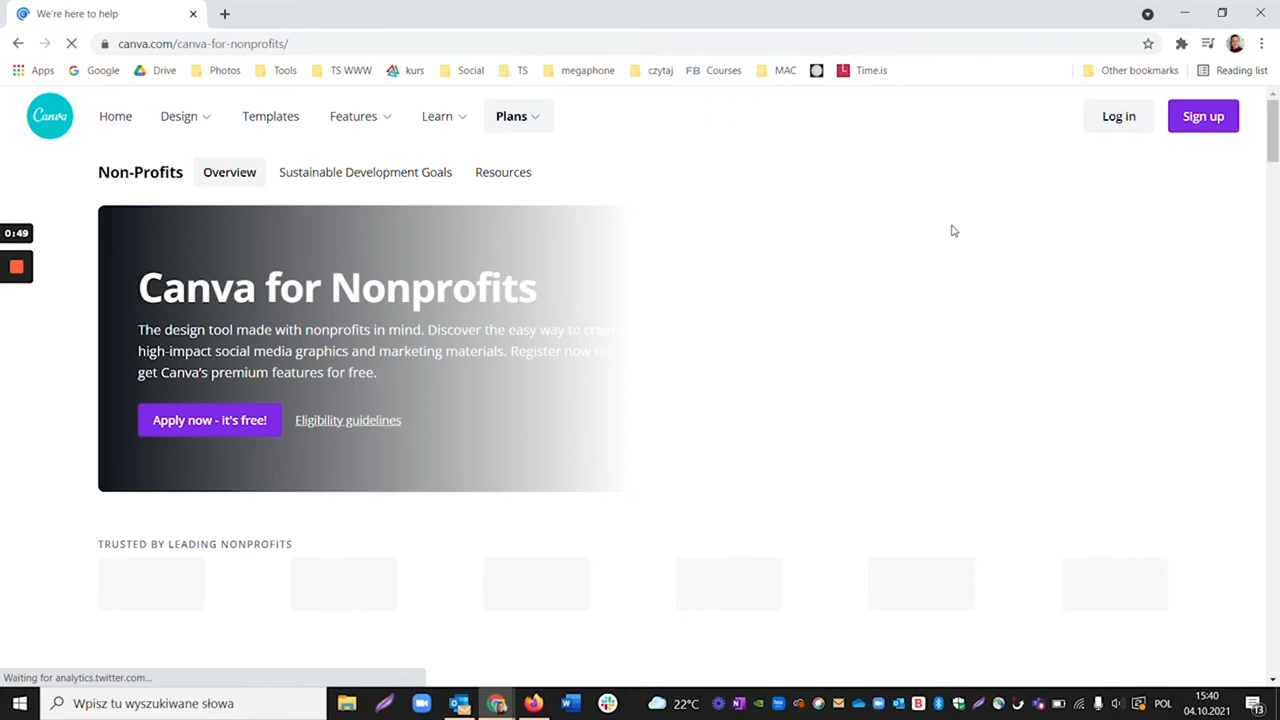 We're here to help
canva.com/canva-for-nonprofits/
Apps Google Drive Photos Tools TS WWW kurs Social TS megaphone czytaj FB Courses MAC Time.is Other bookmarks Reading list
Canva Home Design Templates Features Learn Plans Log in Sign up
Non-Profits Overview Sustainable Development Goals Resources
0:49
Canva for Nonprofits
The design tool made with nonprofits in mind. Discover the easy way to create
high-impact social media graphics and marketing materials. Register now to
get Canva's premium features for free.
Apply now - it's free! Eligibility guidelines
TRUSTED BY LEADING NONPROFITS
Waiting for analytics.twitter.com...
Wpisz tu wyszukiwane słowa
22°C
POL
15:40
04.10.2021
13